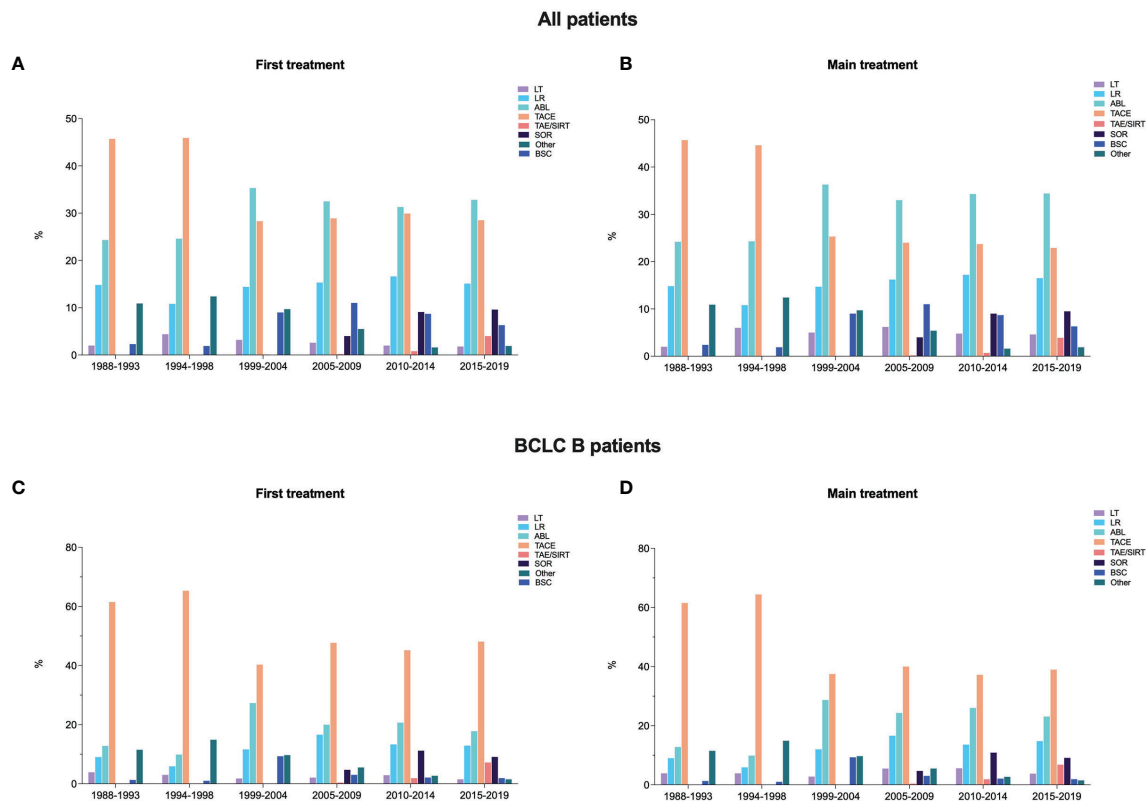 All patients
A
First treatment
LT
LR
ABL
TACE
TAE/SIRT
SOR
Other
BSC
50
40
30
20
10
0
%
1988-1993 1994-1998 1999-2004 2005-2009 2010-2014 2015-2019
B
Main treatment
LT
LR
ABL
TACE
TAE/SIRT
SOR
BSC
Other
50
40
30
20
10
0
%
1988-1993 1994-1998 1999-2004 2005-2009 2010-2014 2015-2019
BCLC B patients
C
First treatment
LT
LR
ABL
TACE
TAE/SIRT
SOR
Other
BSC
80
60
40
20
0
%
1988-1993 1994-1998 1999-2004 2005-2009 2010-2014 2015-2019
D
Main treatment
LT
LR
ABL
TACE
TAE/SIRT
SOR
BSC
Other
80
60
40
20
0
%
1988-1993 1994-1998 1999-2004 2005-2009 2010-2014 2015-2019